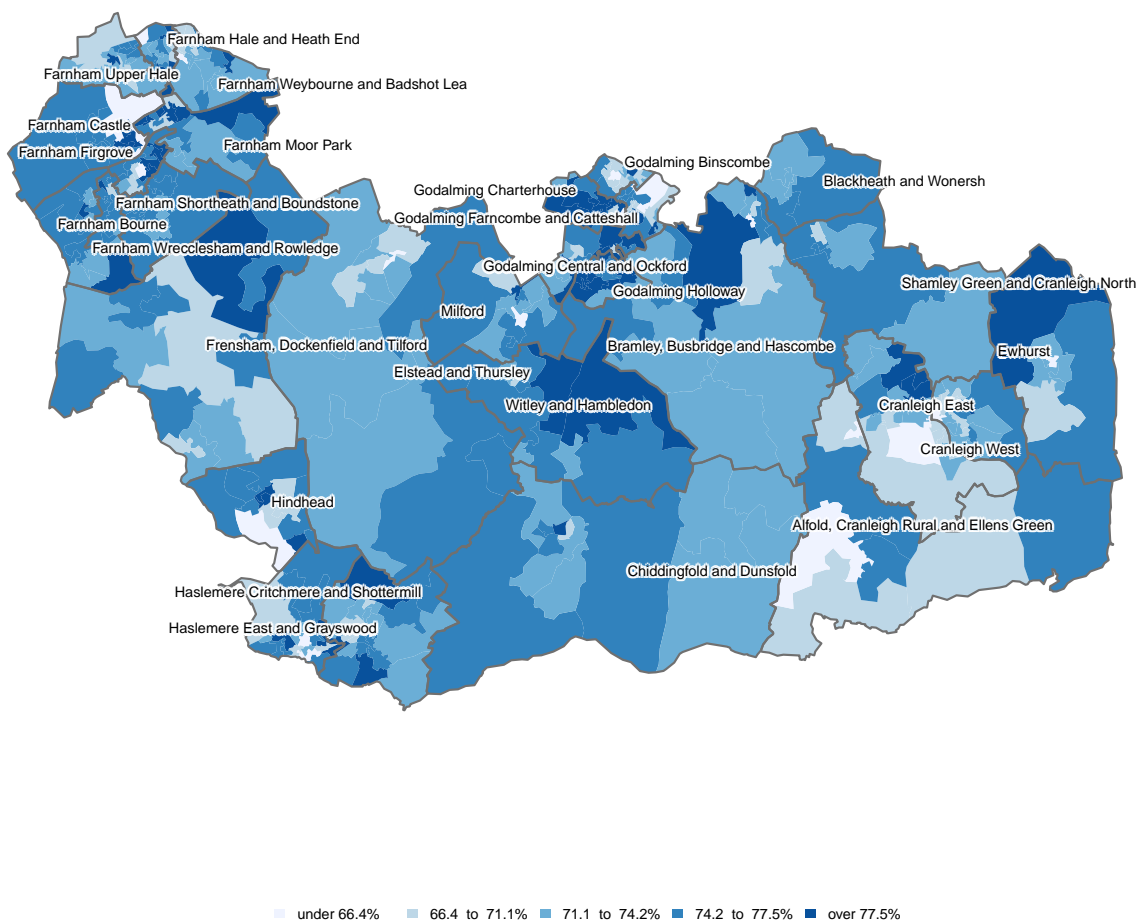 Farnham Hale and Heath End
Farnham Upper Hale
Farnham Weybourne and Badshot Lea
Farnham Castle
Farnham Firgrove
Farnham Moor Park
Godalming Binscombe
Blackheath and Wonersh
Godalming Charterhouse
Farnham Shortheath and Boundstone
Godalming Farncombe and Catteshall
Farnham Bourne
Farnham Wrecclesham and Rowledge
Godalming Central and Ockford
Shamley Green and Cranleigh North
Godalming Holloway
Milford
Frensham, Dockenfield and Tilford
Bramley, Busbridge and Hascombe
Ewhurst
Elstead and Thursley
Witley and Hambledon
Cranleigh East
Cranleigh West
Hindhead
Alfold, Cranleigh Rural and Ellens Green
Chiddingfold and Dunsfold
Haslemere Critchmere and Shottermill
Haslemere East and Grayswood
under 66.4% 66.4 to 71.1% 71.1 to 74.2% 74.2 to 77.5% over 77.5%